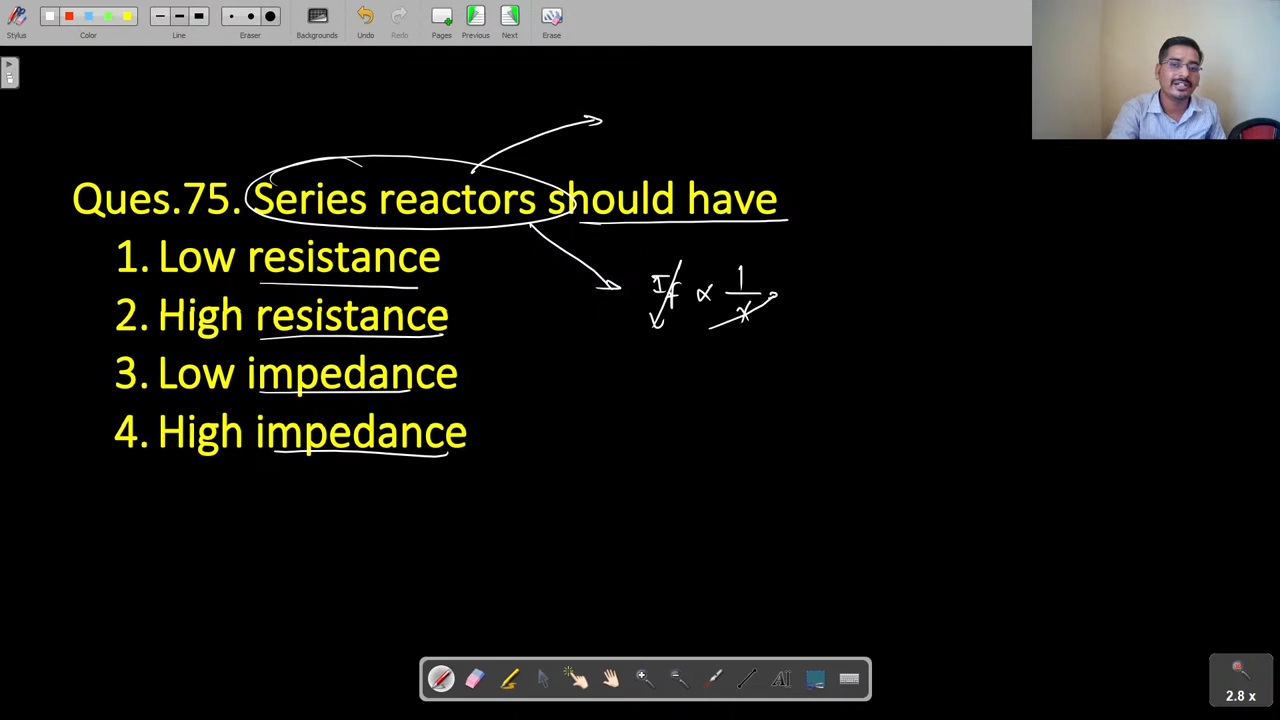 Stylus Color Line Eraser Backgrounds Undo Redo Pages Previous Next Erase
Ques.75. Series reactors should have
1. Low resistance
2. High resistance
3. Low impedance
4. High impedance
If ∝ 1/x
2.8 x